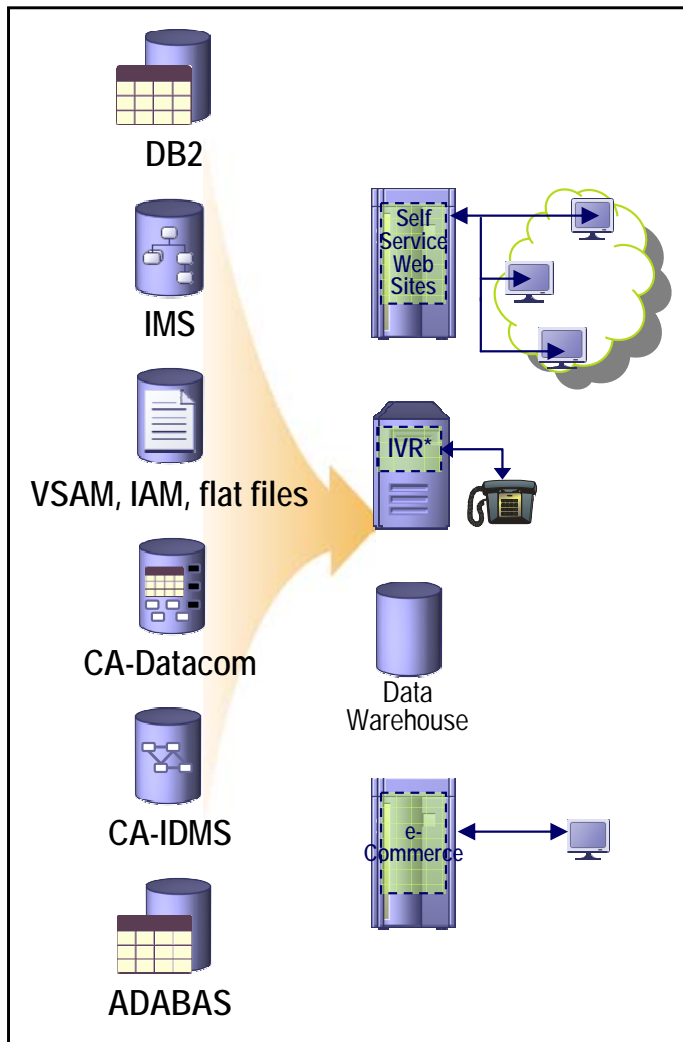 DB2
IMS
VSAM, IAM, flat files
CA-Datacom
CA-IDMS
ADABAS
Self
Service
Web
Sites
IVR*
Data
Warehouse
e-
Commerce